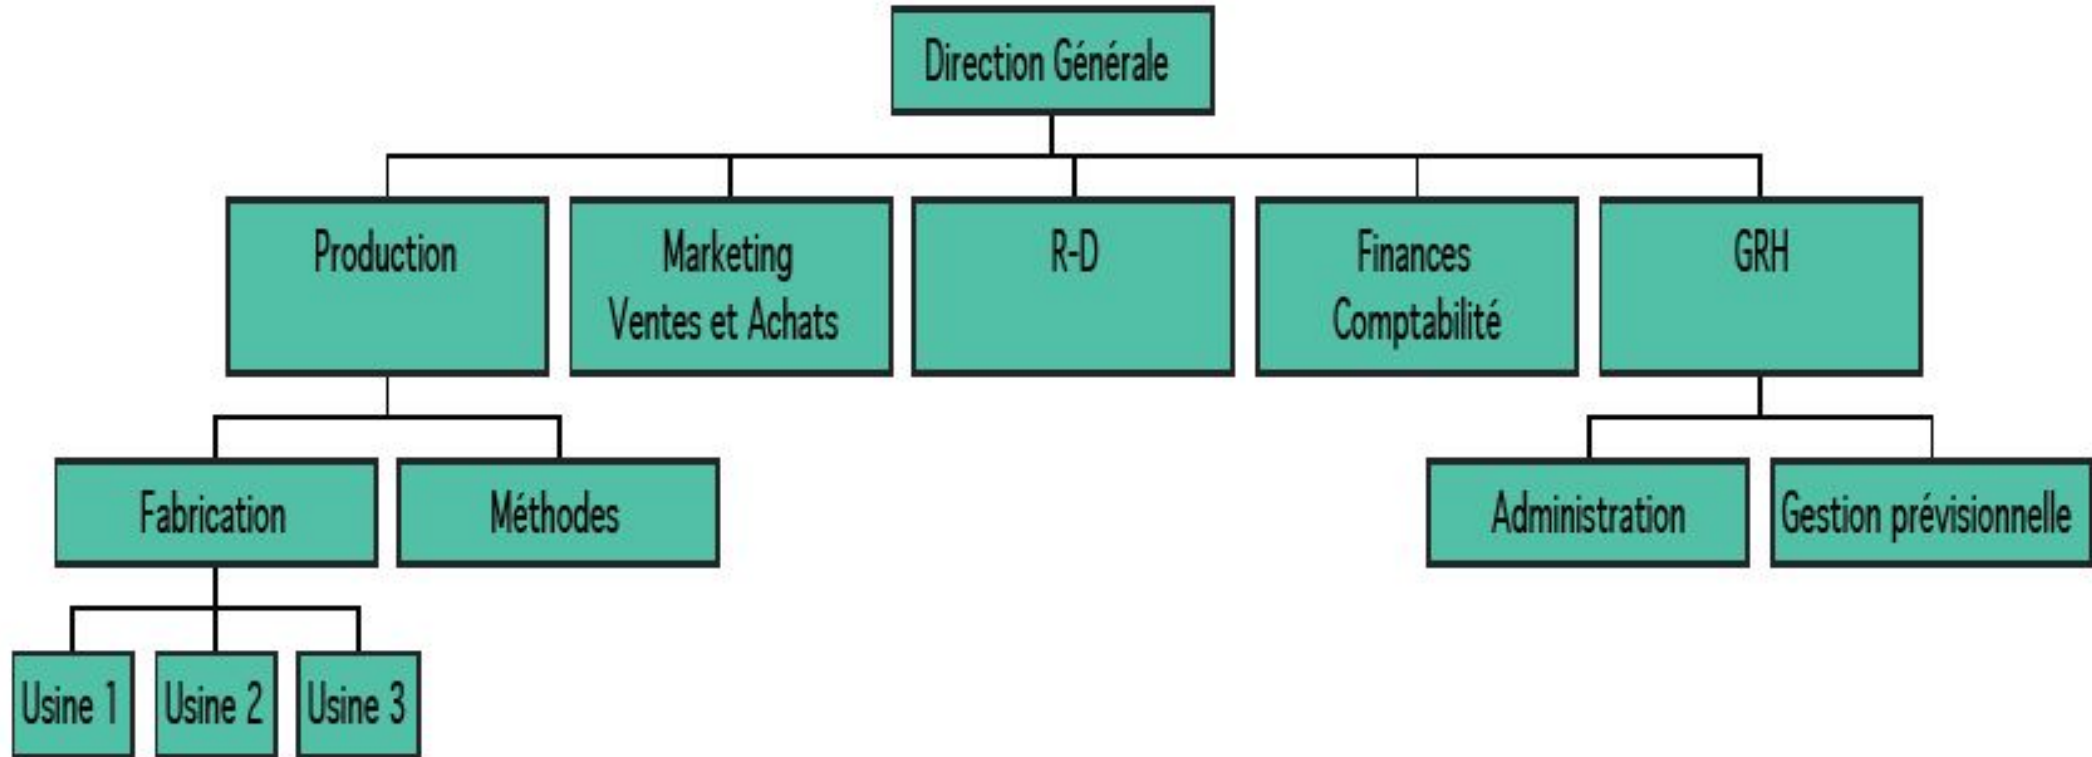 Direction Générale
Production
Marketing
Ventes et Achats
R-D
Finances
Comptabilité
GRH
Fabrication
Méthodes
Administration
Gestion prévisionnelle
Usine 1
Usine 2
Usine 3